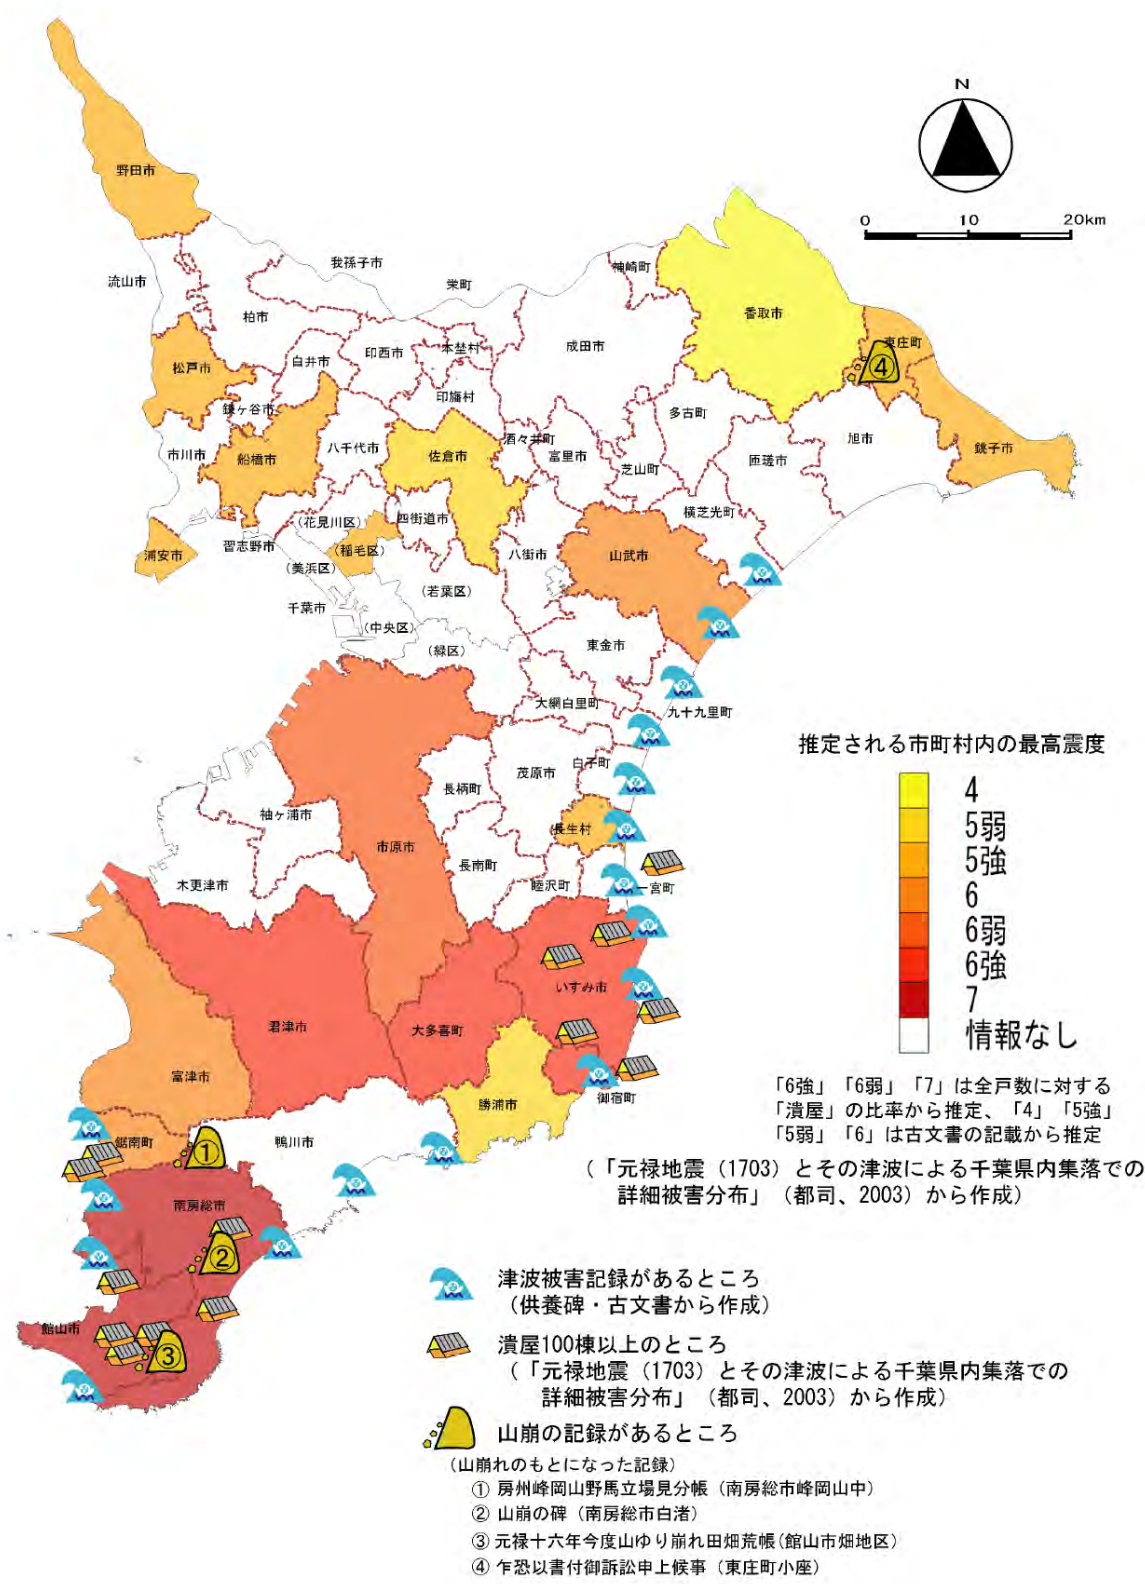 N
0 10 20km
野田市
流山市
我孫子市
栄町
神崎町
柏市
香取市
成田市
東庄町
④
松戸市
白井市
印西市
本埜村
印旛村
鎌ヶ谷市
多古町
旭市
銚子市
市川市
船橋市
八千代市
佐倉市
酒々井町
富里市
芝山町
匝瑳市
横芝光町
浦安市
習志野市
(花見川区)
(稲毛区)
四街道市
八街市
山武市
(美浜区)
千葉市
(若葉区)
(中央区)
(緑区)
東金市
大網白里町
九十九里町
袖ヶ浦市
市原市
長柄町
茂原市
白子町
長生村
木更津市
長南町
睦沢町
一宮町
君津市
大多喜町
いすみ市
富津市
勝浦市
御宿町
鋸南町
①
鴨川市
南房総市
②
館山市
③
推定される市町村内の最高震度
4
5弱
5強
6
6弱
6強
7
情報なし
「6強」「6弱」「7」は全戸数に対する
「潰屋」の比率から推定、「4」「5強」
「5弱」「6」は古文書の記載から推定
(「元禄地震(1703)とその津波による千葉県内集落での
詳細被害分布」(都司、2003)から作成)
津波被害記録があるところ
(供養碑・古文書から作成)
潰屋100棟以上のところ
(「元禄地震(1703)とその津波による千葉県内集落での
詳細被害分布」(都司、2003)から作成)
山崩の記録があるところ
(山崩れのもとになった記録)
① 房州峰岡山野馬立場見分帳(南房総市峰岡山中)
② 山崩の碑(南房総市白渚)
③ 元禄十六年今度山ゆり崩れ田畑荒帳(館山市畑地区)
④ 乍恐以書付御訴訟申上候事(東庄町小座)